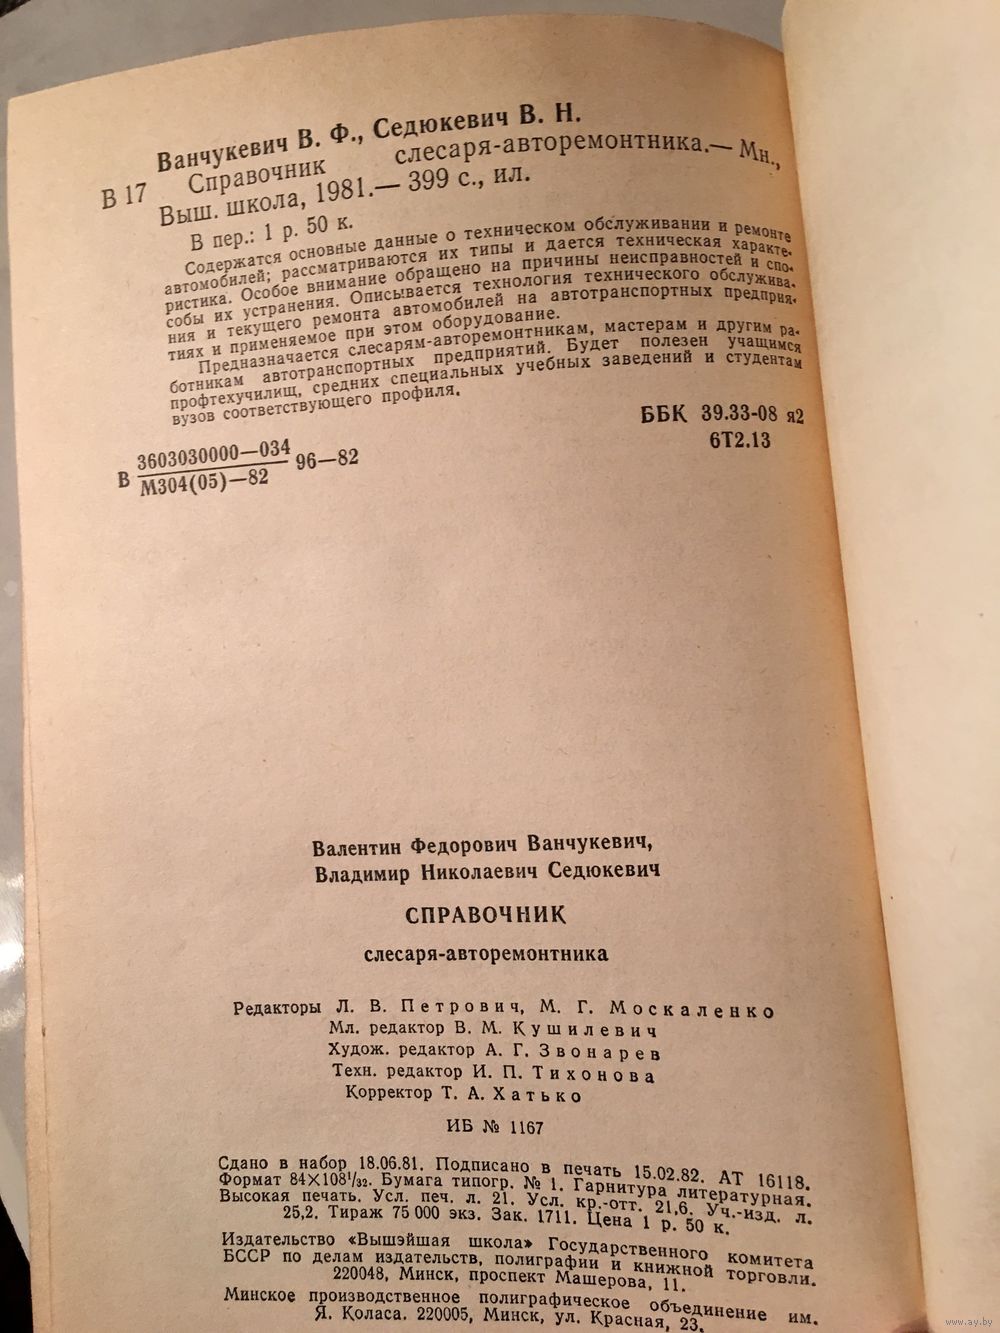 Ванчукевич В. Ф., Седюкевич В. Н.
В 17 Справочник слесаря-авторемонтника.— Мн.,
Выш. школа, 1981.— 399 с., ил.
В пер.: 1 р. 50 к.
Содержатся основные данные о техническом обслуживании и ремонте
автомобилей; рассматриваются их типы и дается техническая характе-
ристика. Особое внимание обращено на причины неисправностей и спо-
собы их устранения. Описывается технология технического обслужива-
ния и текущего ремонта автомобилей на автотранспортных предприя-
тиях и применяемое при этом оборудование.
Предназначается слесарям-авторемонтникам, мастерам и другим ра-
ботникам автотранспортных предприятий. Будет полезен учащимся
профтехучилищ, средних специальных учебных заведений и студентам
вузов соответствующего профиля.
В 3603030000—034 96—82
М304(05)—82
ББК 39.33-08 я2
6Т2.13
Валентин Федорович Ванчукевич,
Владимир Николаевич Седюкевич
СПРАВОЧНИК
слесаря-авторемонтника
Редакторы Л. В. Петрович, М. Г. Москаленко
Мл. редактор В. М. Кушилевич
Худож. редактор А. Г. Звонарев
Техн. редактор И. П. Тихонова
Корректор Т. А. Хатько
ИБ № 1167
Сдано в набор 18.06.81. Подписано в печать 15.02.82. АТ 16118.
Формат 84×108¹/₃₂. Бумага типогр. № 1. Гарнитура литературная.
Высокая печать. Усл. печ. л. 21. Усл. кр.-отт. 21,6. Уч.-изд. л.
25,2. Тираж 75 000 экз. Зак. 1711. Цена 1 р. 50 к.
Издательство «Вышэйшая школа» Государственного комитета
БССР по делам издательств, полиграфии и книжной торговли.
220048, Минск, проспект Машерова, 11.
Минское производственное полиграфическое объединение им.
Я. Коласа. 220005, Минск, ул. Красная, 23.
www.ay.by